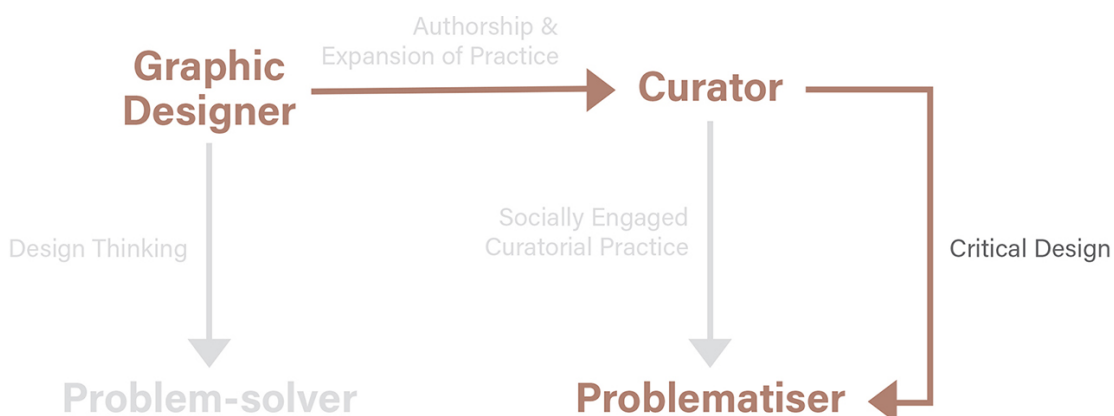 Authorship &
Expansion of Practice
Graphic
Designer
Curator
Design Thinking
Socially Engaged
Curatorial Practice
Critical Design
Problem-solver
Problematiser